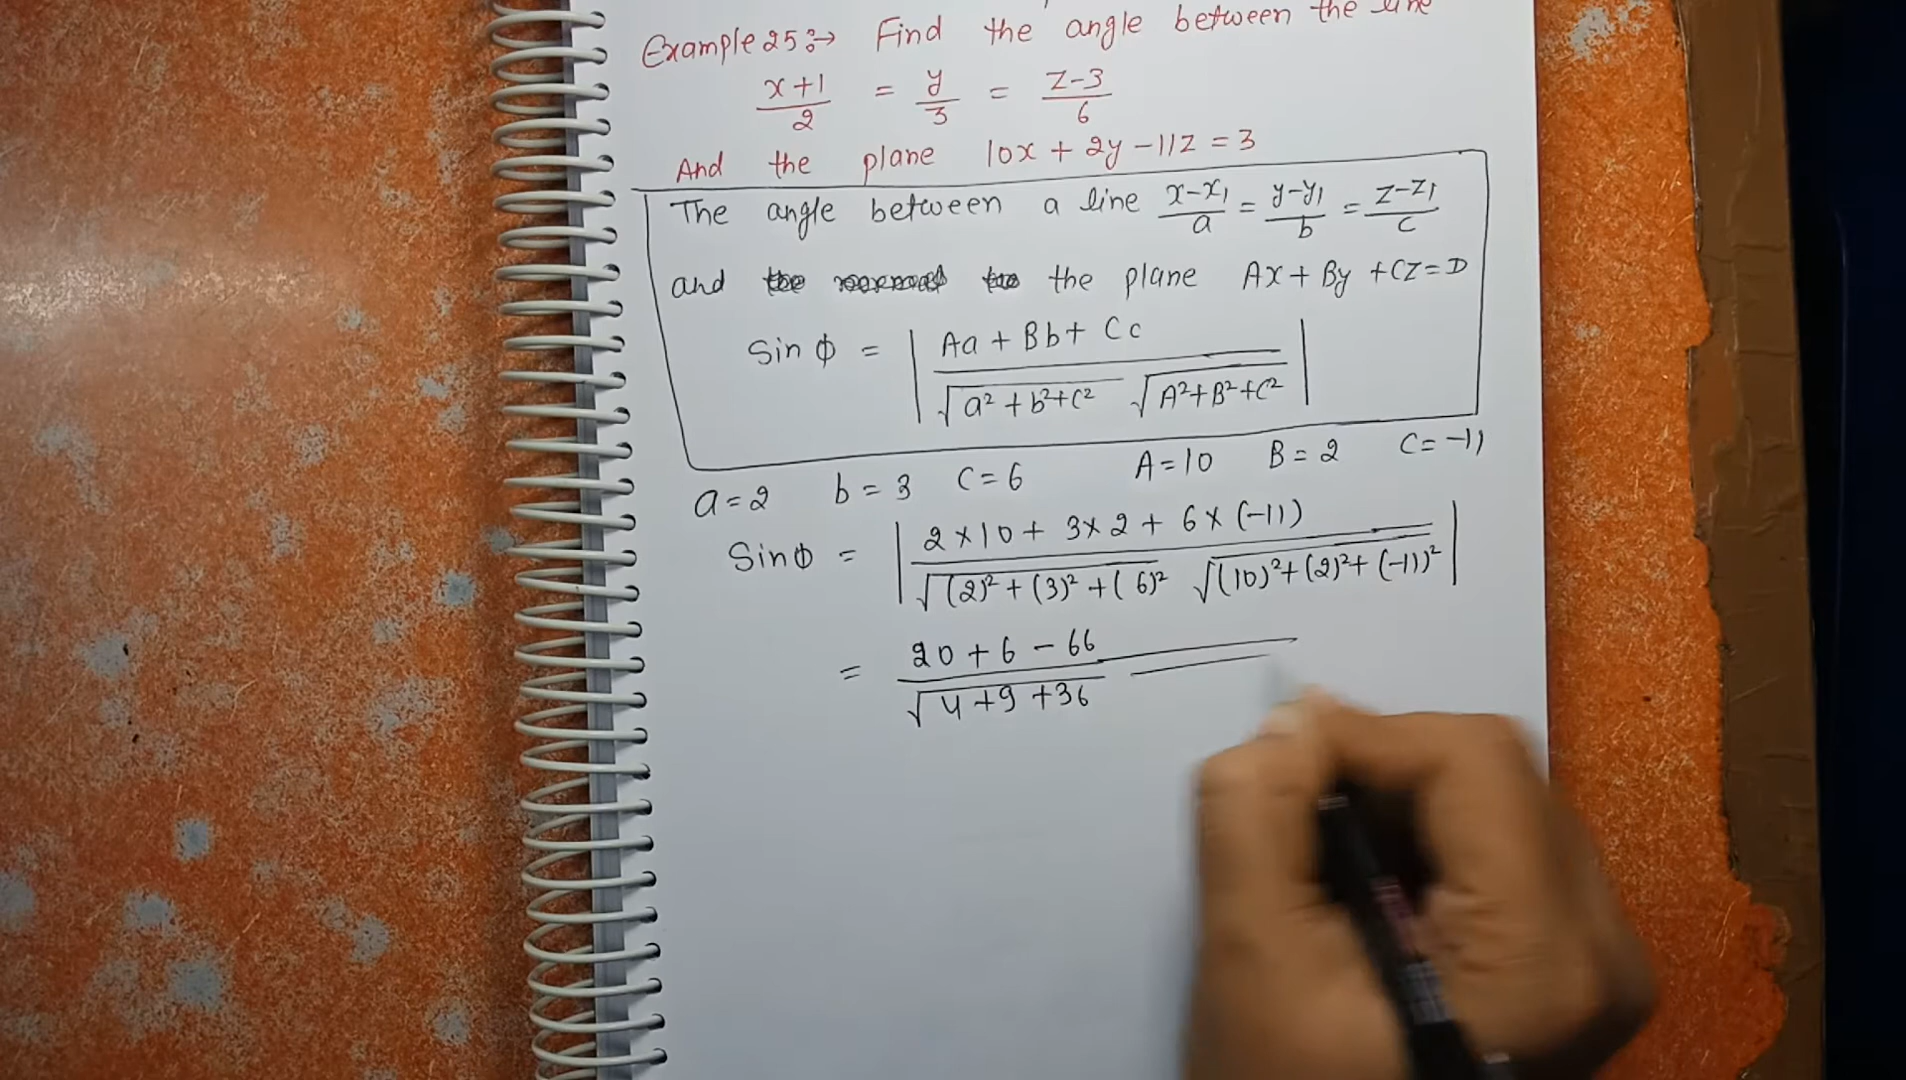 Example 25:→ Find the angle between the line
x+1/2 = y/3 = z-3/6
And the plane 10x + 2y - 11z = 3
The angle between a line x-x₁/a = y-y₁/b = z-z₁/c
and the plane Ax + By + Cz = D
Sin ϕ = | Aa + Bb + Cc / √a² + b² + c² √A² + B² + C² |
a = 2 b = 3 c = 6 A = 10 B = 2 C = -11
Sin ϕ = | 2 × 10 + 3 × 2 + 6 × (-11) / √(2)² + (3)² + (6)² √(10)² + (2)² + (-11)² |
= 20 + 6 - 66 / √4 + 9 + 36